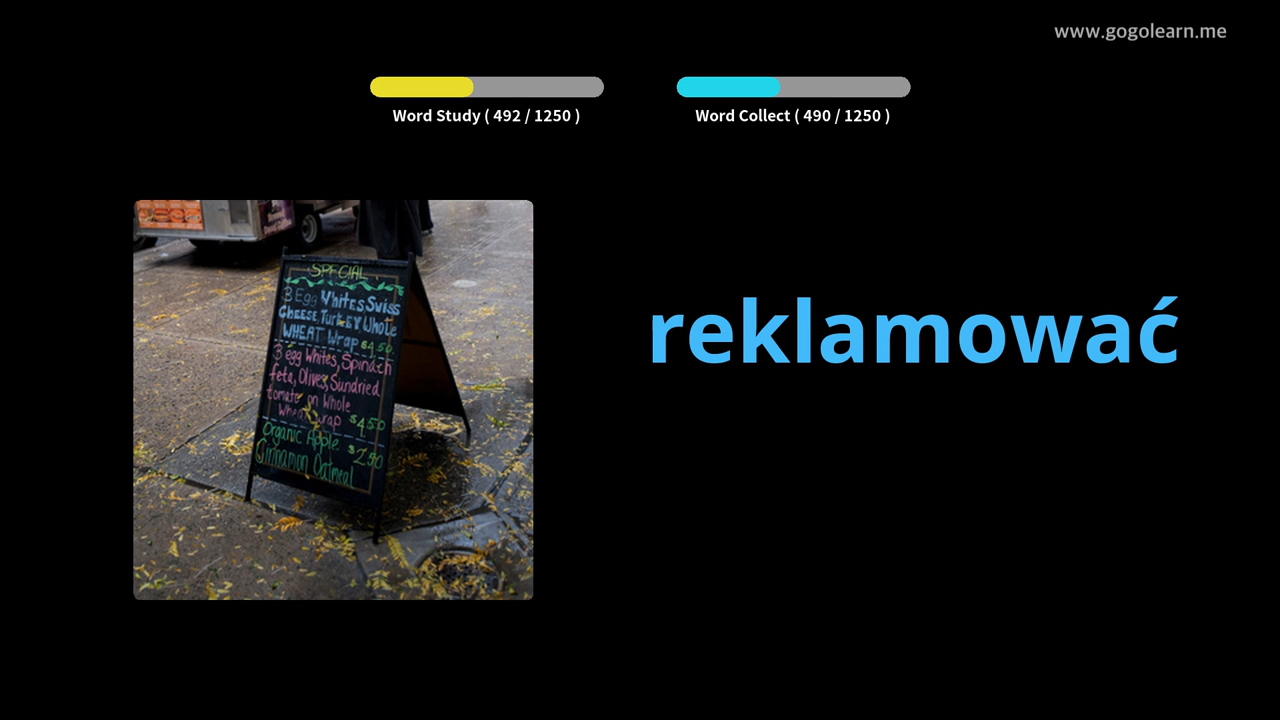 www.gogolearn.me
Word Study ( 492 / 1250 )
Word Collect ( 490 / 1250 )
reklamować
SPECIAL
3 Egg Whites, Swiss
Cheese, Turkey Whole
WHEAT Wrap $4.50
3 egg Whites, Spinach
feta, Olives, Sundried
tomato on Whole
Wheat Wrap $4.50
Organic Apple
Cinnamon Oatmeal $2.50